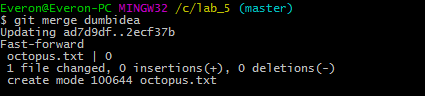 Everon@Everon-PC MINGW32 /c/lab_5 (master)
$ git merge dumbidea
Updating ad7d9df..2ecf37b
Fast-forward
 octopus.txt | 0
 1 file changed, 0 insertions(+), 0 deletions(-)
 create mode 100644 octopus.txt